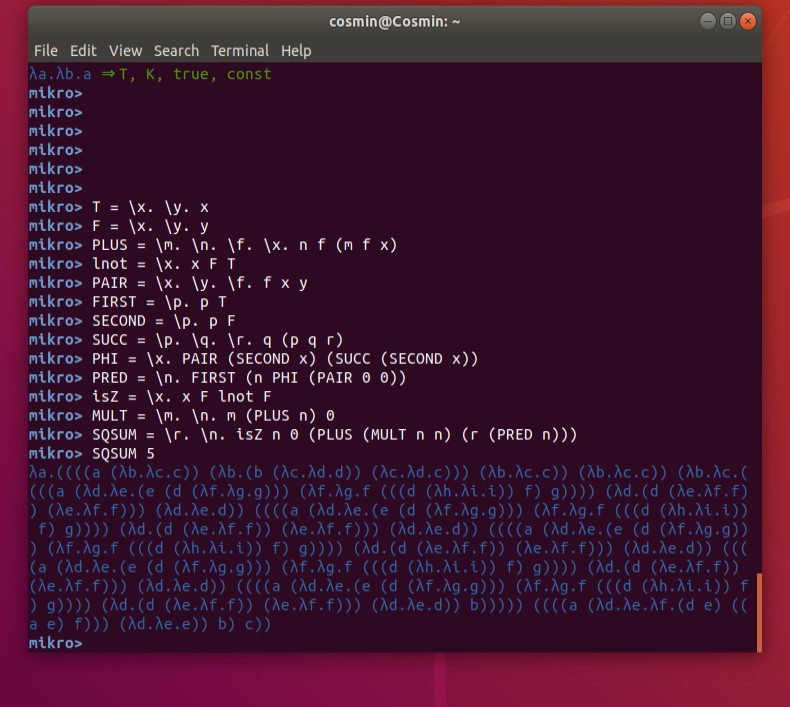 cosmin@Cosmin: ~
File Edit View Search Terminal Help
λa.λb.a ⇒T, K, true, const
mikro>
mikro>
mikro>
mikro>
mikro>
mikro>
mikro> T = \x. \y. x
mikro> F = \x. \y. y
mikro> PLUS = \m. \n. \f. \x. n f (m f x)
mikro> lnot = \x. x F T
mikro> PAIR = \x. \y. \f. f x y
mikro> FIRST = \p. p T
mikro> SECOND = \p. p F
mikro> SUCC = \p. \q. \r. q (p q r)
mikro> PHI = \x. PAIR (SECOND x) (SUCC (SECOND x))
mikro> PRED = \n. FIRST (n PHI (PAIR 0 0))
mikro> isZ = \x. x F lnot F
mikro> MULT = \m. \n. m (PLUS n) 0
mikro> SQSUM = \r. \n. isZ n 0 (PLUS (MULT n n) (r (PRED n)))
mikro> SQSUM 5
λa.((((a (λb.λc.c)) (λb.(b (λc.λd.d)) (λc.λd.c))) (λb.λc.c)) (λb.λc.c)) (λb.λc.(
(((a (λd.λe.(e (d (λf.λg.g))) (λf.λg.f (((d (λh.λi.i)) f) g)))) (λd.(d (λe.λf.f)
) (λe.λf.f))) (λd.λe.d)) ((((a (λd.λe.(e (d (λf.λg.g))) (λf.λg.f (((d (λh.λi.i))
f) g)))) (λd.(d (λe.λf.f)) (λe.λf.f))) (λd.λe.d)) ((((a (λd.λe.(e (d (λf.λg.g))
) (λf.λg.f (((d (λh.λi.i)) f) g)))) (λd.(d (λe.λf.f)) (λe.λf.f))) (λd.λe.d)) (((
(a (λd.λe.(e (d (λf.λg.g))) (λf.λg.f (((d (λh.λi.i)) f) g)))) (λd.(d (λe.λf.f))
(λe.λf.f))) (λd.λe.d)) ((((a (λd.λe.(e (d (λf.λg.g))) (λf.λg.f (((d (λh.λi.i)) f
) g)))) (λd.(d (λe.λf.f)) (λe.λf.f))) (λd.λe.d)) b))))) ((((a (λd.λe.λf.(d e) ((
a e) f))) (λd.λe.e)) b) c))
mikro>